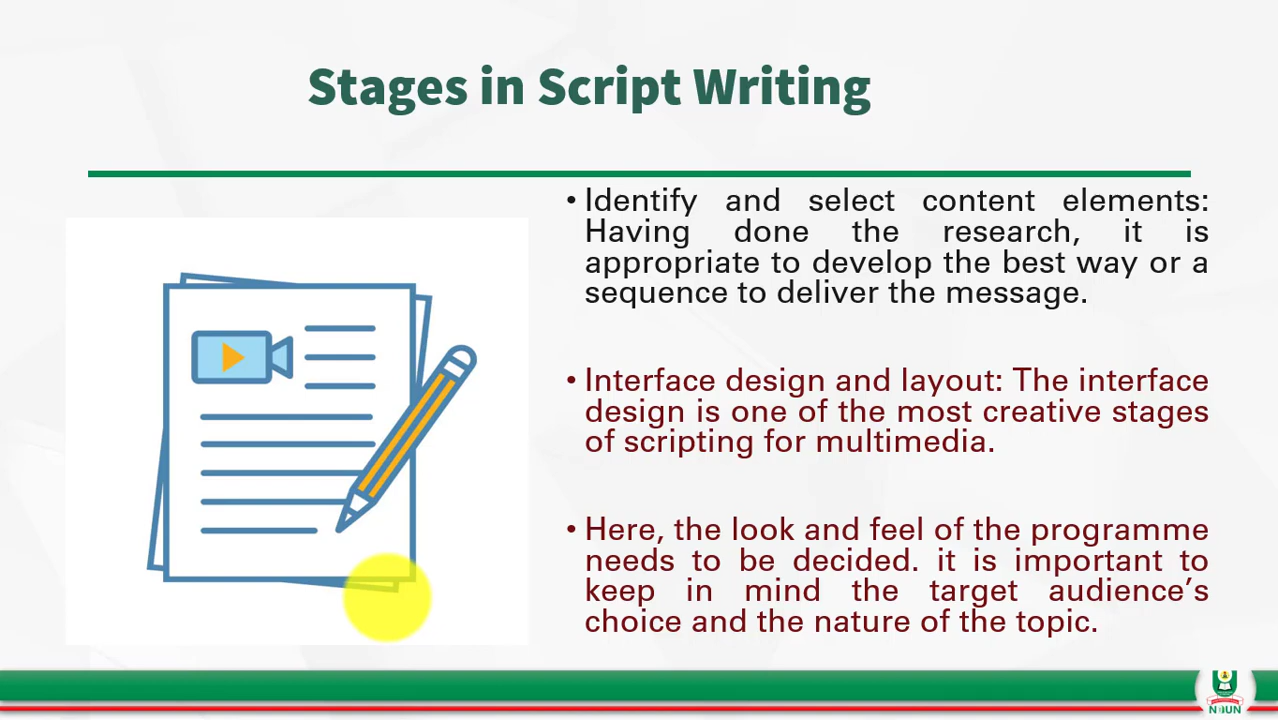 Stages in Script Writing
• Identify and select content elements:
Having done the research, it is
appropriate to develop the best way or a
sequence to deliver the message.
• Interface design and layout: The interface
design is one of the most creative stages
of scripting for multimedia.
• Here, the look and feel of the programme
needs to be decided. it is important to
keep in mind the target audience’s
choice and the nature of the topic.
NOUN